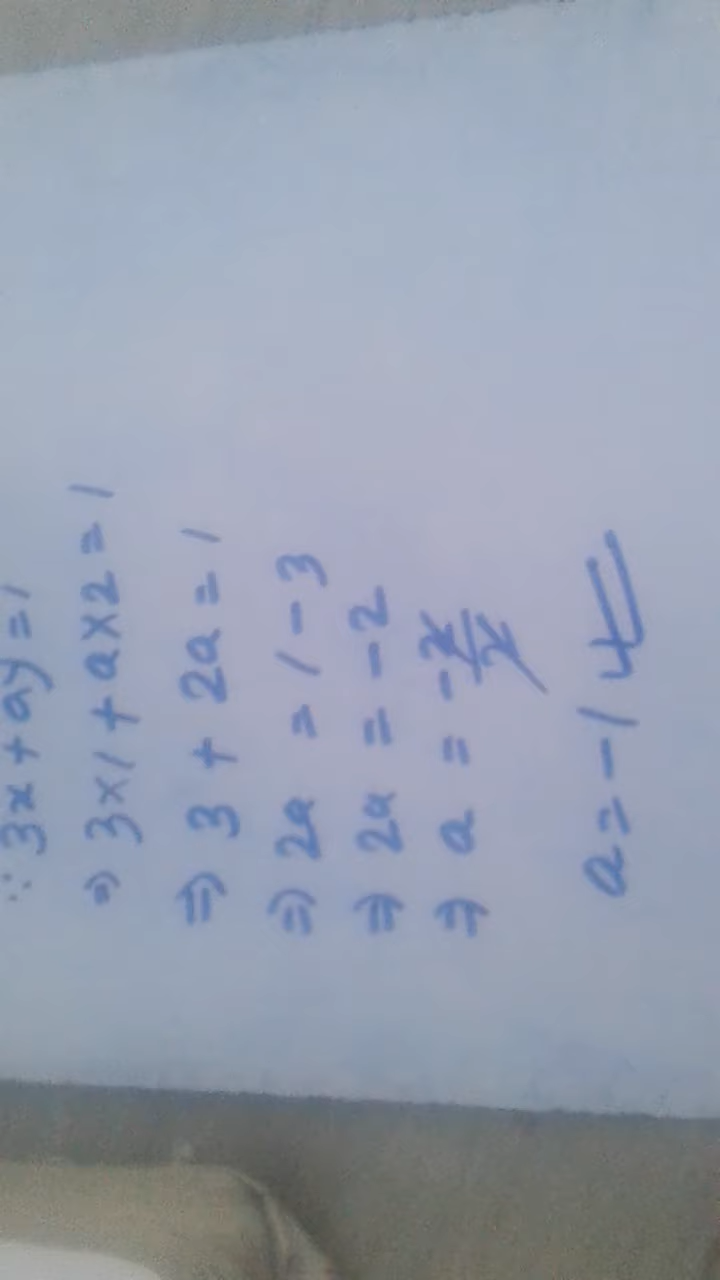 ∴ 3x + ay = 1
⇒ 3×1 + a×2 = 1
⇒ 3 + 2a = 1
⇒ 2a = 1 - 3
⇒ 2a = -2
⇒ a = -2/2
a = -1